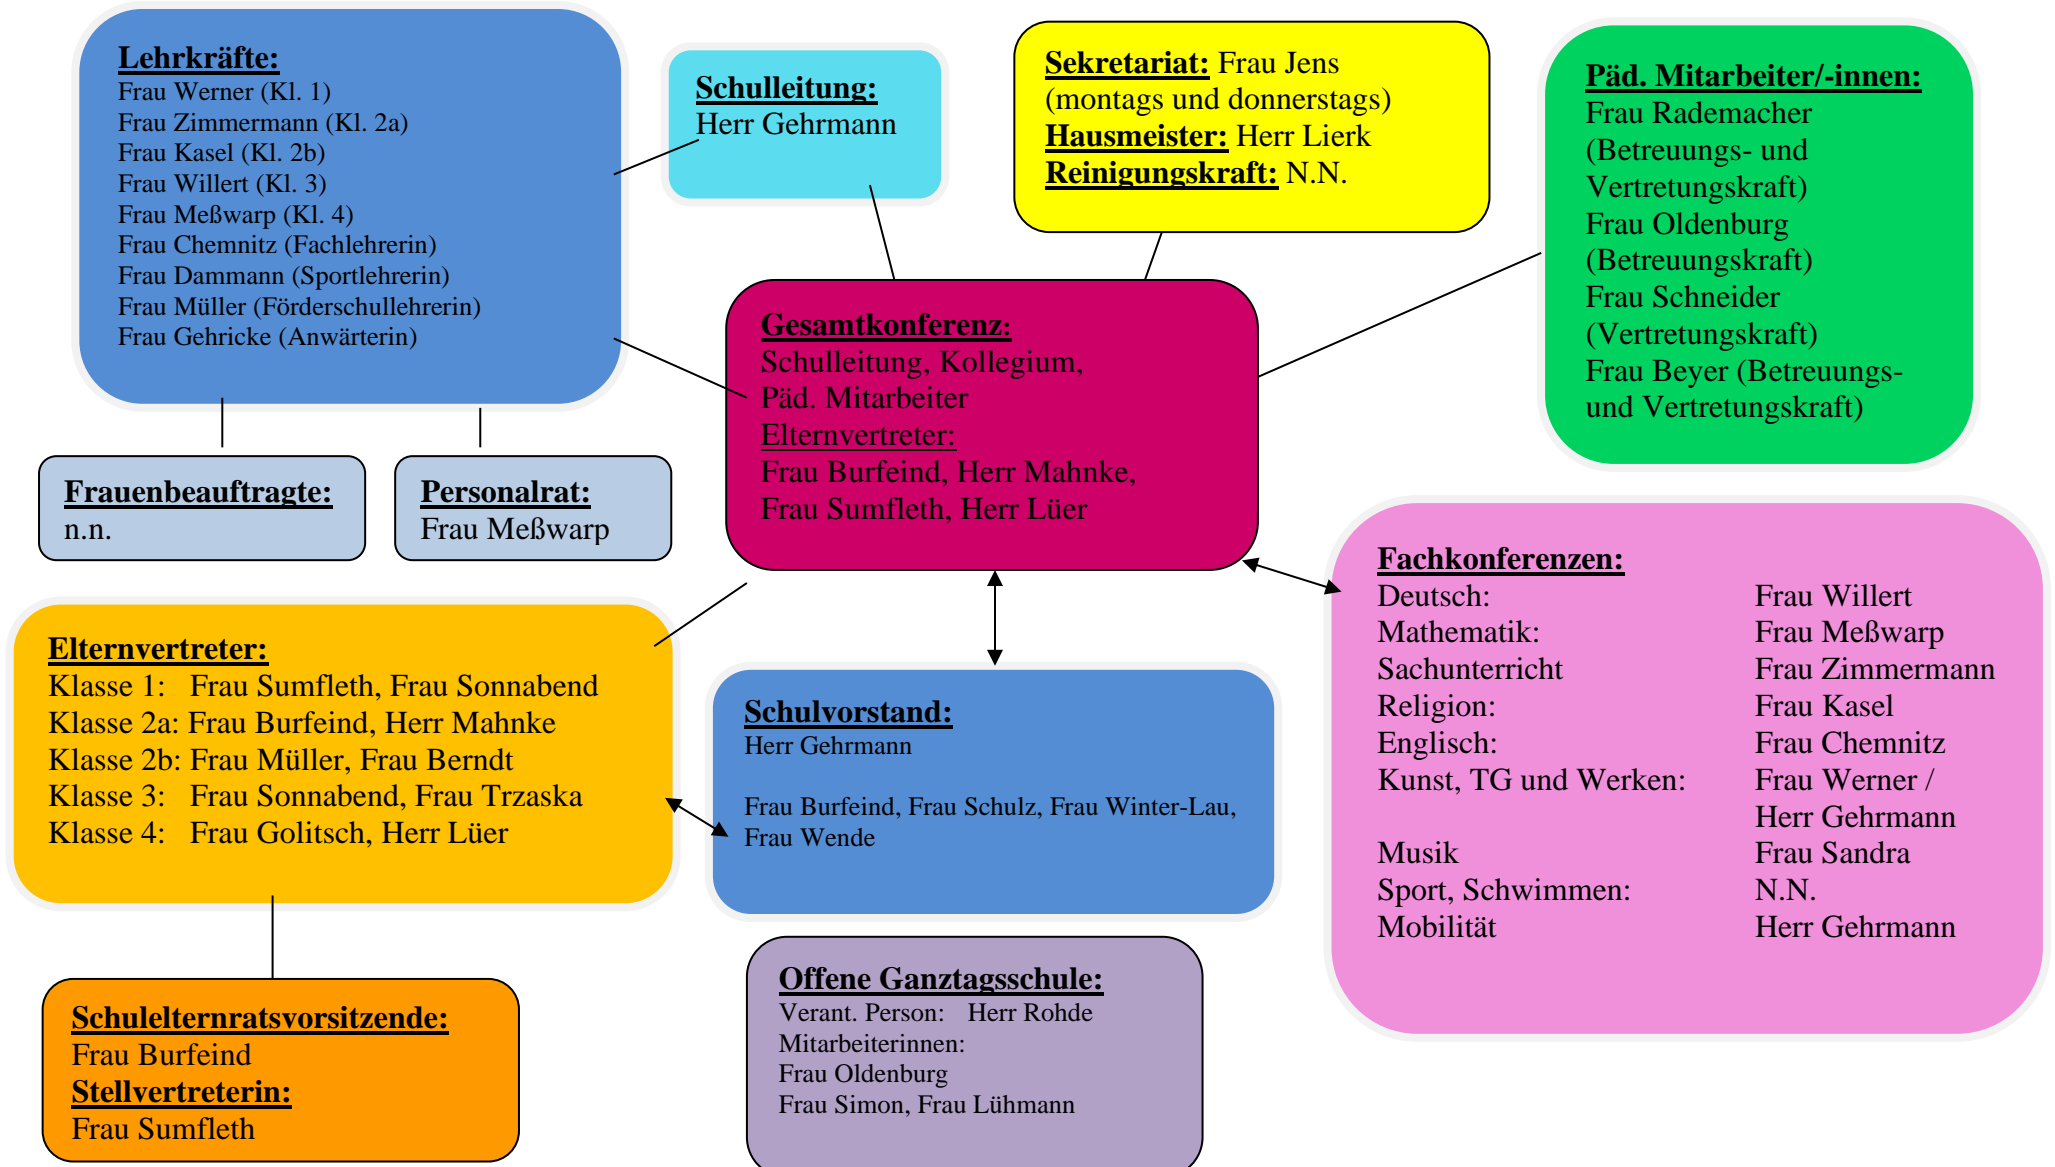 Lehrkräfte:
Frau Werner (Kl. 1)
Frau Zimmermann (Kl. 2a)
Frau Kasel (Kl. 2b)
Frau Willert (Kl. 3)
Frau Meßwarp (Kl. 4)
Frau Chemnitz (Fachlehrerin)
Frau Dammann (Sportlehrerin)
Frau Müller (Förderschullehrerin)
Frau Gehricke (Anwärterin)
Schulleitung:
Herr Gehrmann
Sekretariat: Frau Jens
(montags und donnerstags)
Hausmeister: Herr Lierk
Reinigungskraft: N.N.
Päd. Mitarbeiter/-innen:
Frau Rademacher
(Betreuungs- und
Vertretungskraft)
Frau Oldenburg
(Betreuungskraft)
Frau Schneider
(Vertretungskraft)
Frau Beyer (Betreuungs-
und Vertretungskraft)
Gesamtkonferenz:
Schulleitung, Kollegium,
Päd. Mitarbeiter
Elternvertreter:
Frau Burfeind, Herr Mahnke,
Frau Sumfleth, Herr Lüer
Frauenbeauftragte:
n.n.
Personalrat:
Frau Meßwarp
Fachkonferenzen:
Deutsch: Frau Willert
Mathematik: Frau Meßwarp
Sachunterricht Frau Zimmermann
Religion: Frau Kasel
Englisch: Frau Chemnitz
Kunst, TG und Werken: Frau Werner /
Herr Gehrmann
Musik Frau Sandra
Sport, Schwimmen: N.N.
Mobilität Herr Gehrmann
Elternvertreter:
Klasse 1: Frau Sumfleth, Frau Sonnabend
Klasse 2a: Frau Burfeind, Herr Mahnke
Klasse 2b: Frau Müller, Frau Berndt
Klasse 3: Frau Sonnabend, Frau Trzaska
Klasse 4: Frau Golitsch, Herr Lüer
Schulvorstand:
Herr Gehrmann
Frau Burfeind, Frau Schulz, Frau Winter-Lau,
Frau Wende
Schulelternratsvorsitzende:
Frau Burfeind
Stellvertreterin:
Frau Sumfleth
Offene Ganztagsschule:
Verant. Person: Herr Rohde
Mitarbeiterinnen:
Frau Oldenburg
Frau Simon, Frau Lühmann